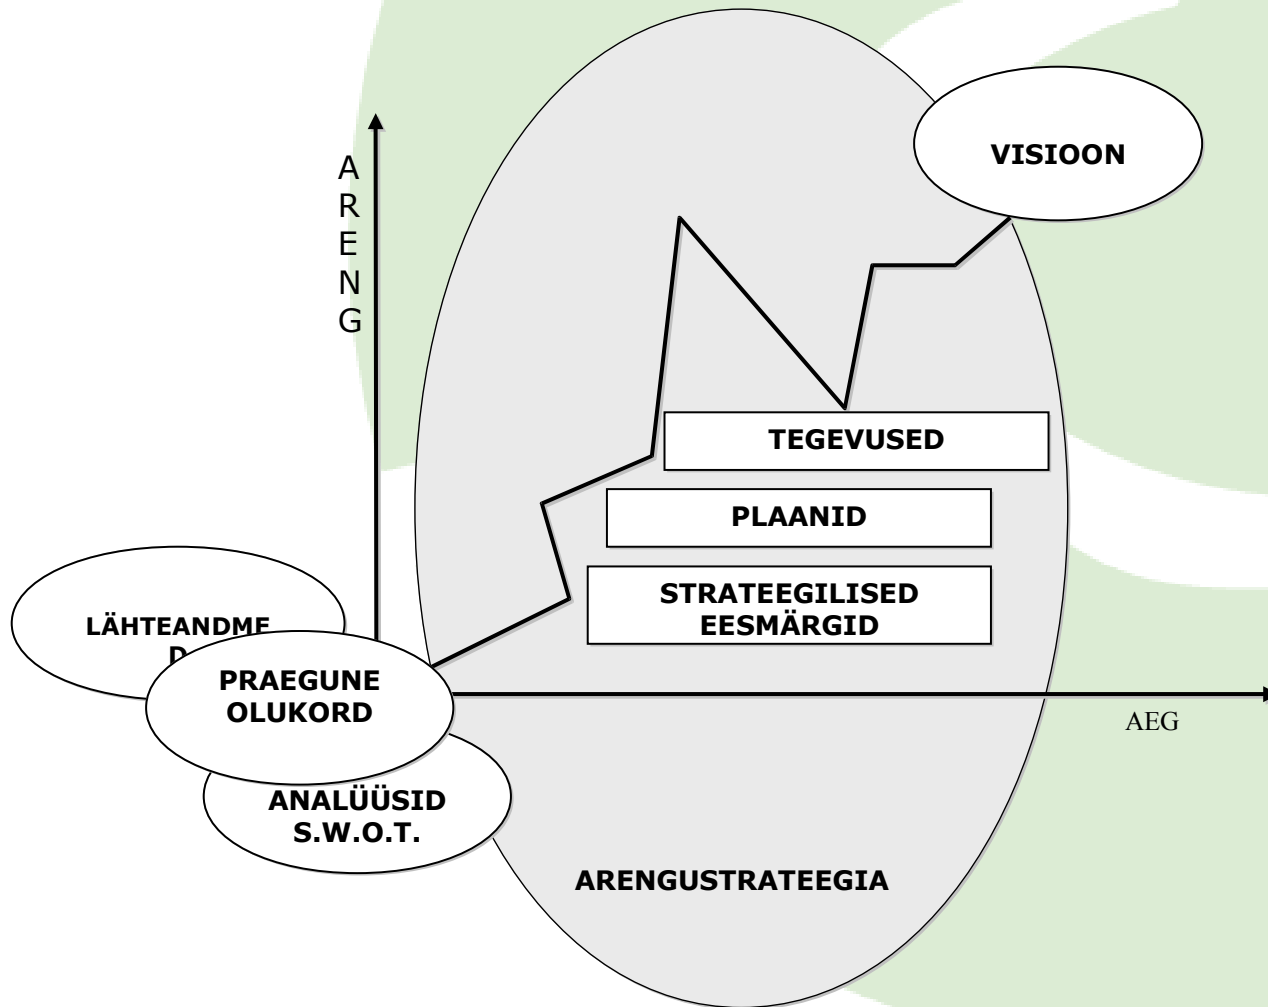 VISIOON
A
R
E
N
G
TEGEVUSED
PLAANID
STRATEEGILISED
EESMÄRGID
LÄHTEANDME
D
PRAEGUNE
OLUKORD
AEG
ANALÜÜSID
S.W.O.T.
ARENGUSTRATEEGIA